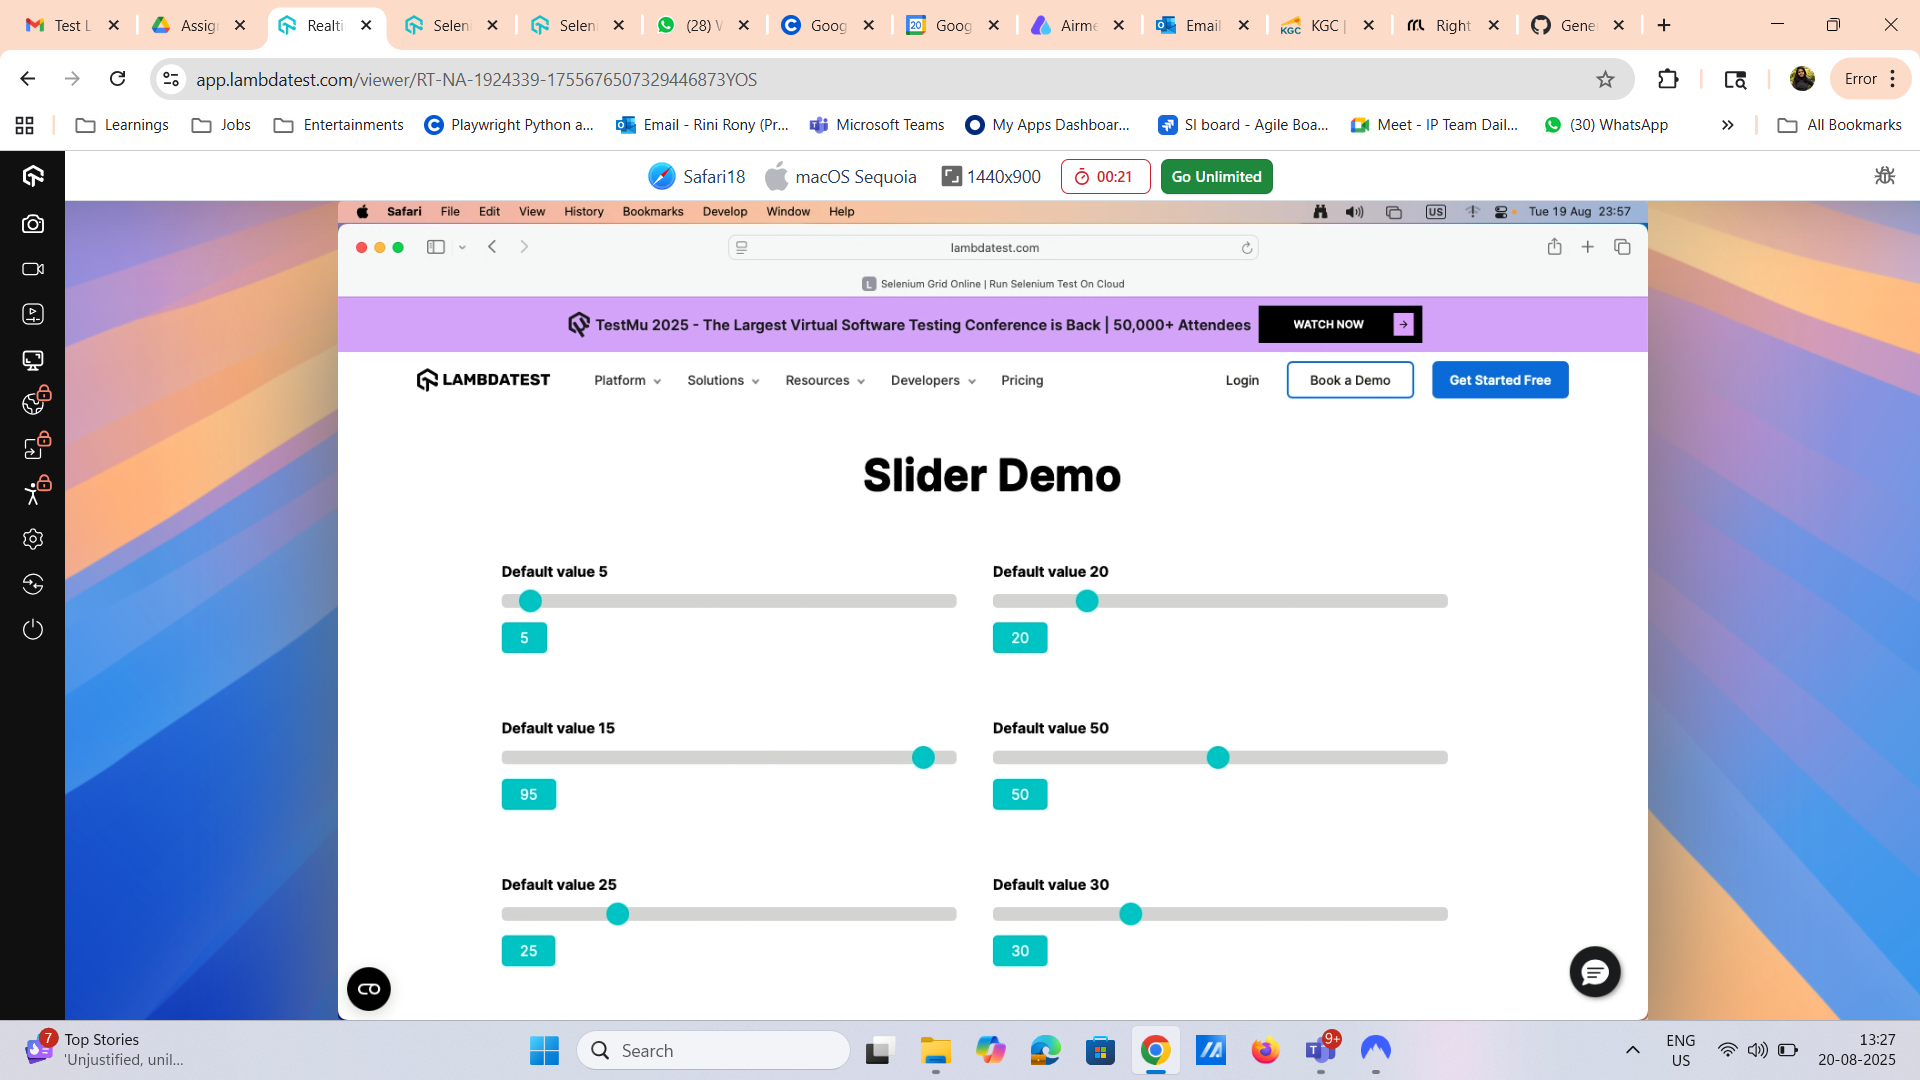 Test L
Assig
Realti
Selen
Selen
(28) W
Goog
20
Goog
Airme
Email
KGC
KGC |
Right
Gene
app.lambdatest.com/viewer/RT-NA-1924339-1755676507329446873YOS
Error
Learnings
Jobs
Entertainments
Playwright Python a...
Email - Rini Rony (Pr...
Microsoft Teams
My Apps Dashboar...
SI board - Agile Boa...
Meet - IP Team Dail...
(30) WhatsApp
All Bookmarks
Safari18
macOS Sequoia
1440x900
00:21
Go Unlimited
Safari File Edit View History Bookmarks Develop Window Help
US
Tue 19 Aug 23:57
lambdatest.com
L Selenium Grid Online | Run Selenium Test On Cloud
TestMu 2025 - The Largest Virtual Software Testing Conference is Back | 50,000+ Attendees
WATCH NOW
LAMBDATEST
Platform
Solutions
Resources
Developers
Pricing
Login
Book a Demo
Get Started Free
Slider Demo
Default value 5
5
Default value 20
20
Default value 15
95
Default value 50
50
Default value 25
25
Default value 30
30
7
Top Stories
'Unjustified, unil...
Search
9+
ENG
US
13:27
20-08-2025